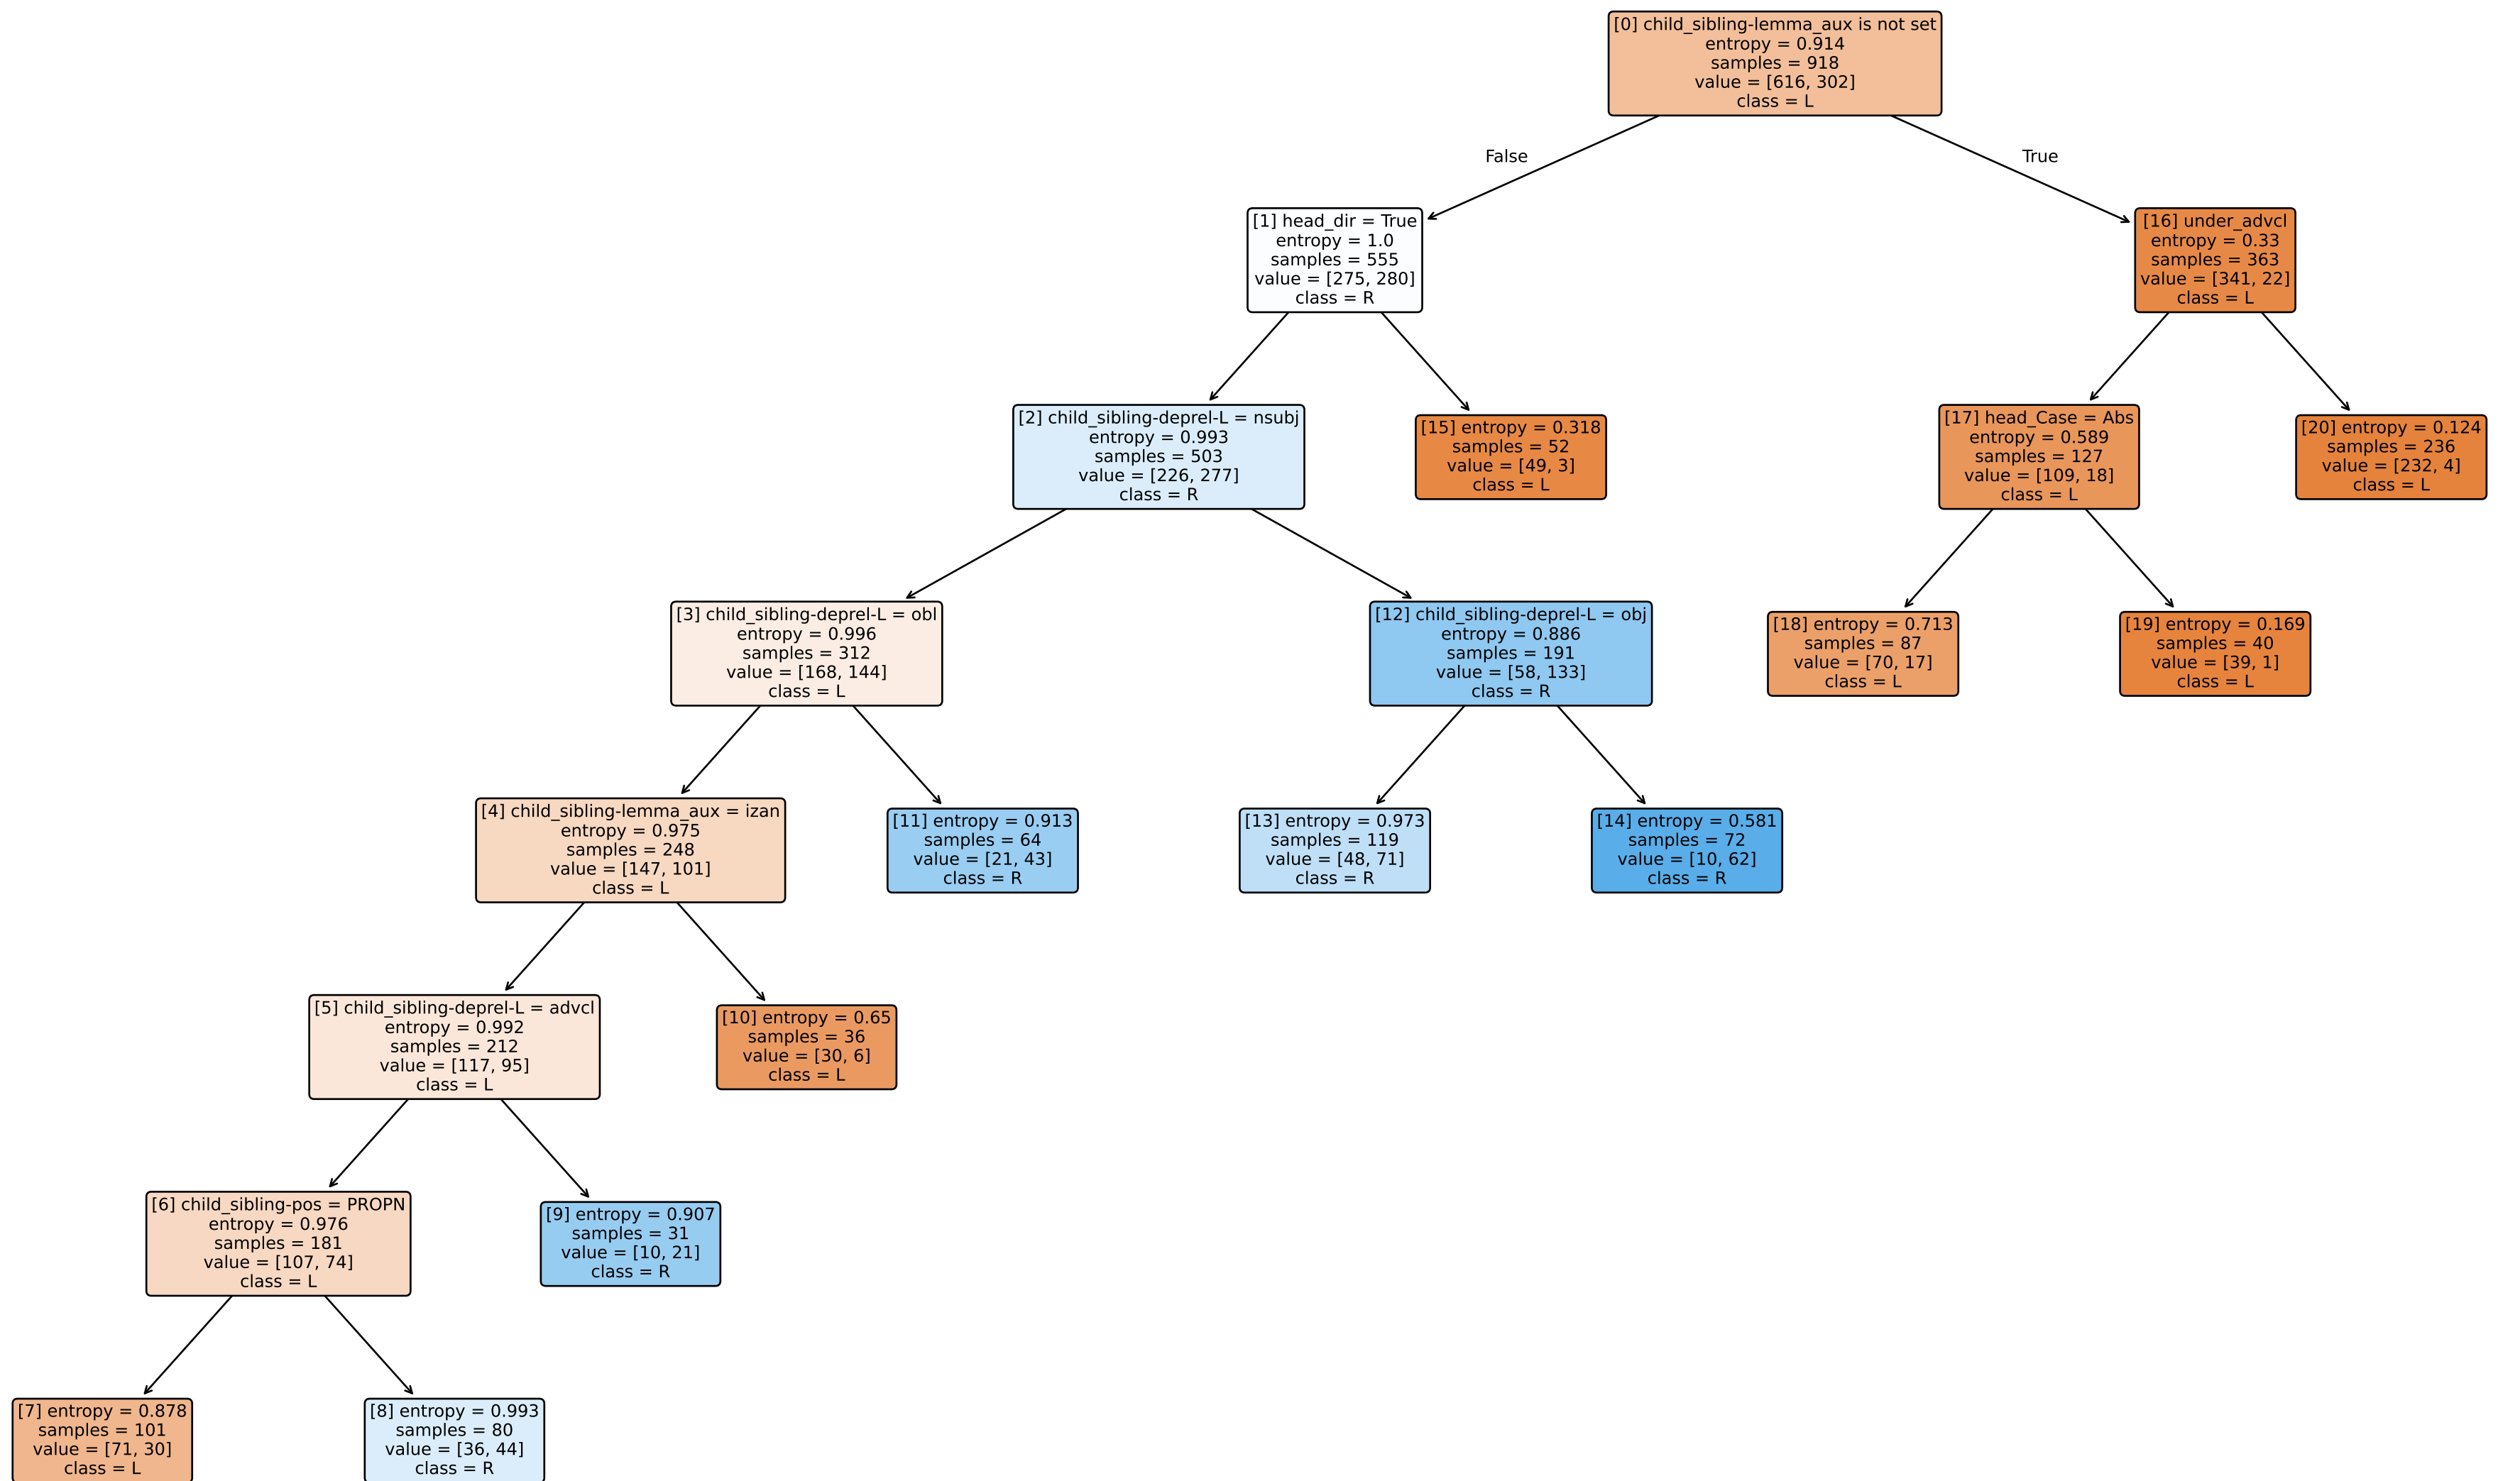 [0] child_sibling-lemma_aux is not set
entropy = 0.914
samples = 918
value = [616, 302]
class = L
False
True
[1] head_dir = True
entropy = 1.0
samples = 555
value = [275, 280]
class = R
[16] under_advcl
entropy = 0.33
samples = 363
value = [341, 22]
class = L
[2] child_sibling-deprel-L = nsubj
entropy = 0.993
samples = 503
value = [226, 277]
class = R
[15] entropy = 0.318
samples = 52
value = [49, 3]
class = L
[17] head_Case = Abs
entropy = 0.589
samples = 127
value = [109, 18]
class = L
[20] entropy = 0.124
samples = 236
value = [232, 4]
class = L
[3] child_sibling-deprel-L = obl
entropy = 0.996
samples = 312
value = [168, 144]
class = L
[12] child_sibling-deprel-L = obj
entropy = 0.886
samples = 191
value = [58, 133]
class = R
[18] entropy = 0.713
samples = 87
value = [70, 17]
class = L
[19] entropy = 0.169
samples = 40
value = [39, 1]
class = L
[4] child_sibling-lemma_aux = izan
entropy = 0.975
samples = 248
value = [147, 101]
class = L
[11] entropy = 0.913
samples = 64
value = [21, 43]
class = R
[13] entropy = 0.973
samples = 119
value = [48, 71]
class = R
[14] entropy = 0.581
samples = 72
value = [10, 62]
class = R
[5] child_sibling-deprel-L = advcl
entropy = 0.992
samples = 212
value = [117, 95]
class = L
[10] entropy = 0.65
samples = 36
value = [30, 6]
class = L
[6] child_sibling-pos = PROPN
entropy = 0.976
samples = 181
value = [107, 74]
class = L
[9] entropy = 0.907
samples = 31
value = [10, 21]
class = R
[7] entropy = 0.878
samples = 101
value = [71, 30]
class = L
[8] entropy = 0.993
samples = 80
value = [36, 44]
class = R